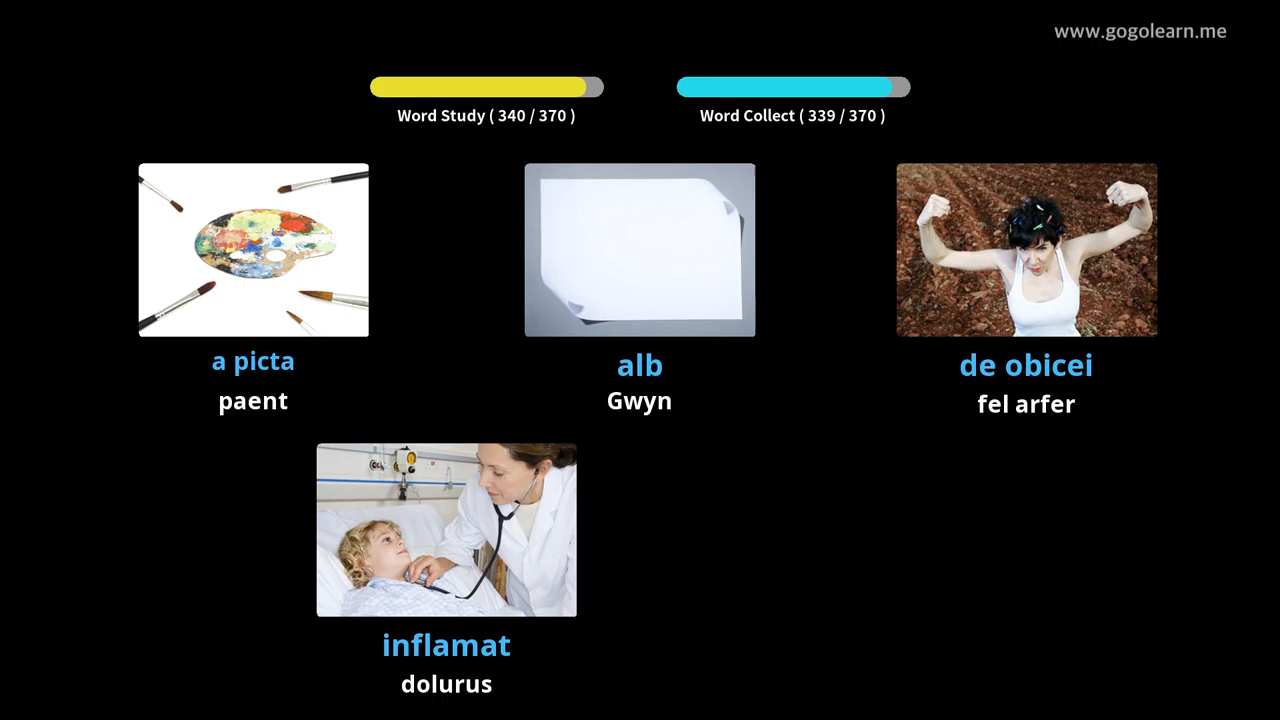 www.gogolearn.me
Word Study ( 340 / 370 )
Word Collect ( 339 / 370 )
a picta
paent
alb
Gwyn
de obicei
fel arfer
inflamat
dolurus